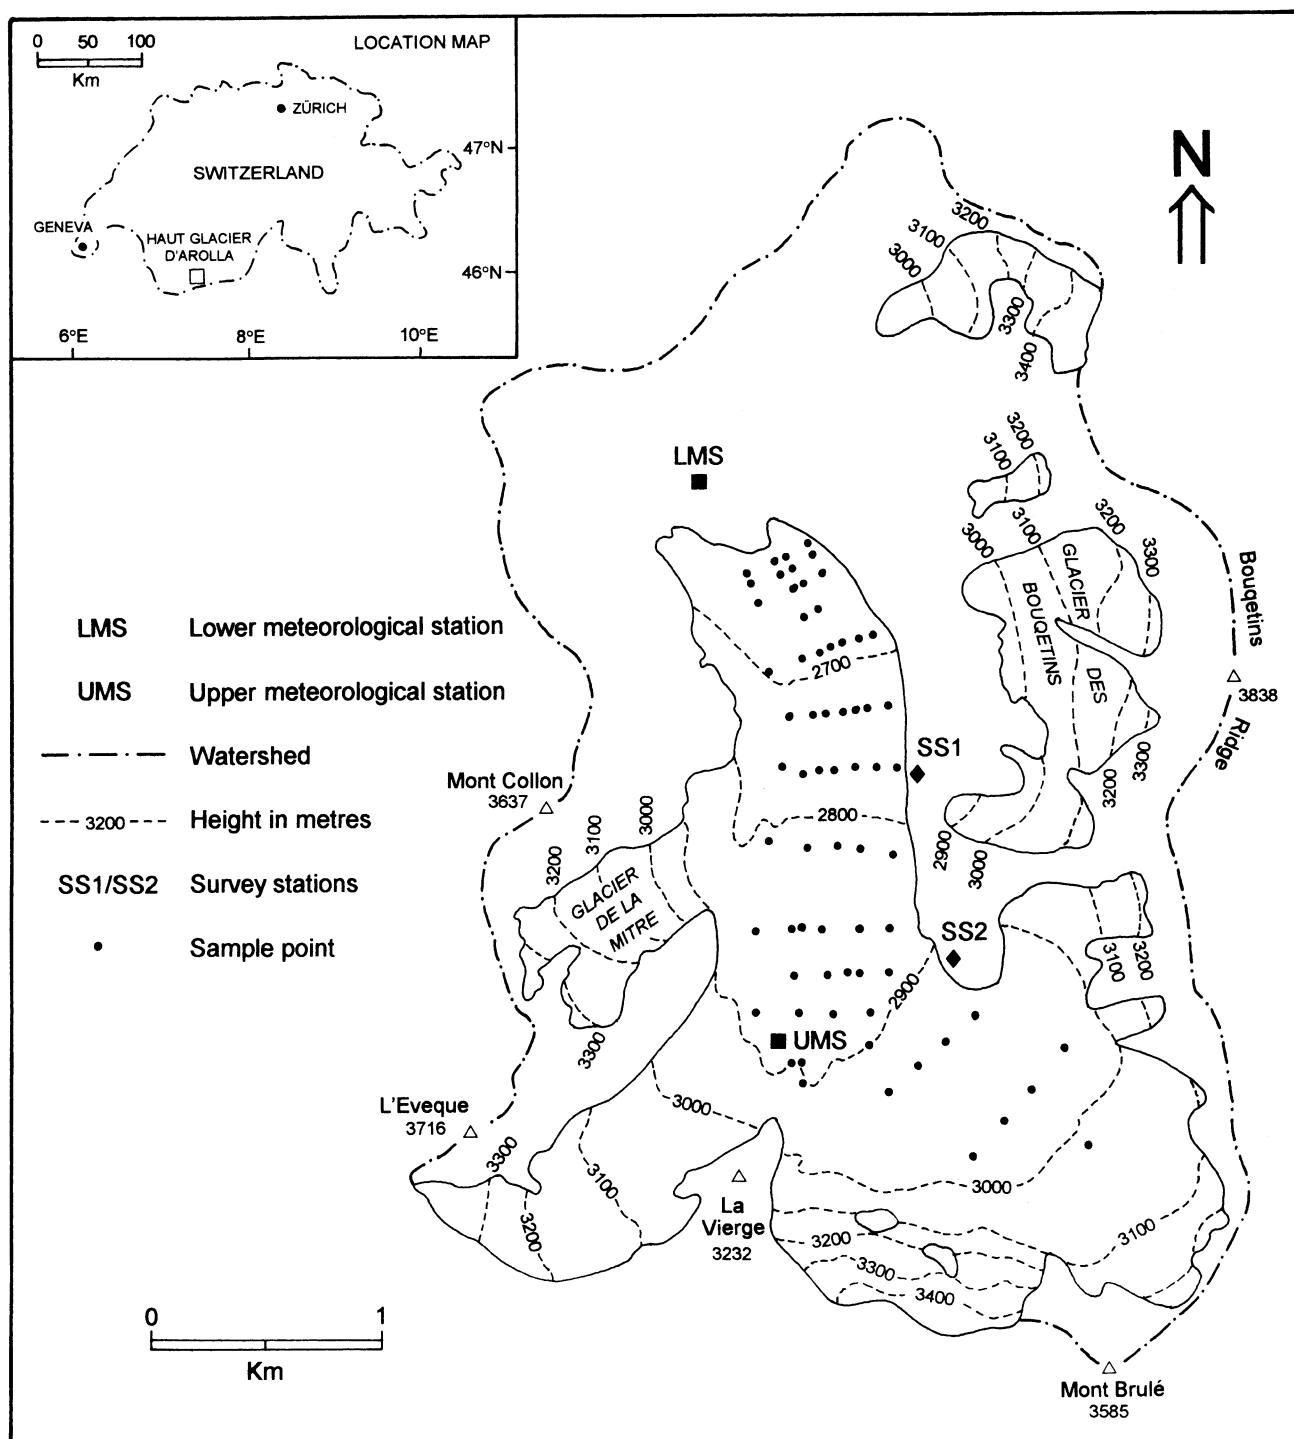 0 50 100
Km
LOCATION MAP
ZÜRICH
47°N
SWITZERLAND
GENEVA
HAUT GLACIER
D'AROLLA
46°N
6°E 8°E 10°E
N
3200
3100
3000
3300
3400
LMS
3200
3100
3000
3100
3200
3300
GLACIER
DES
BOUQETINS
Bouqetins
Ridge
3838
LMS Lower meteorological station
UMS Upper meteorological station
Watershed
3200 Height in metres
SS1/SS2 Survey stations
Sample point
2700
SS1
3300
3200
Mont Collon
3637
2800
2900
3000
3000
3100
3200
GLACIER
DE LA
MITRE
SS2
3100
3200
2900
UMS
3300
L'Eveque
3716
3000
3300
3100
3200
3000
La
Vierge
3232
3100
3200
3300
3400
0 1
Km
Mont Brulé
3585